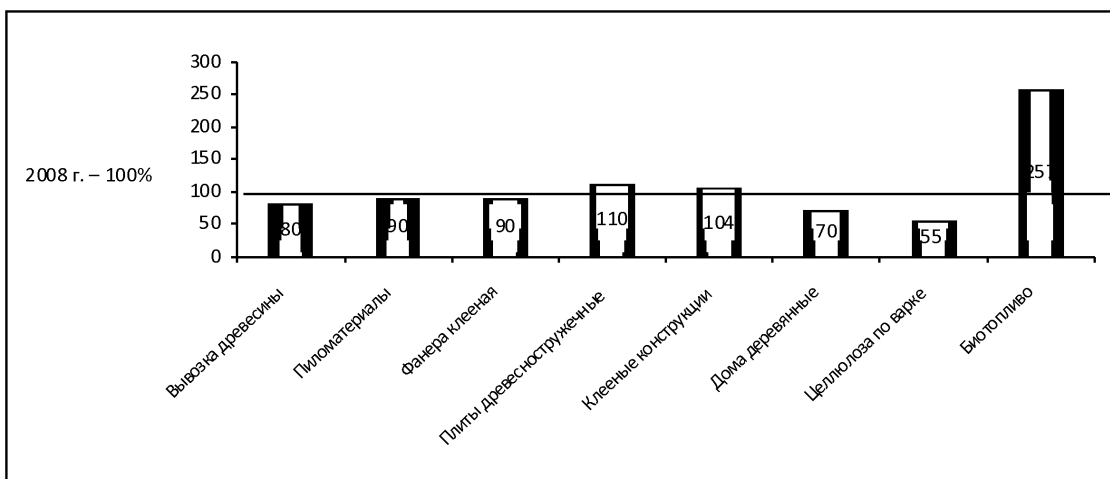 300
250
200
150
100
50
0
2008 г. – 100%
80
90
90
110
104
70
55
257
Вывозка древесины
Пиломатериалы
Фанера клееная
Плиты древесностружечные
Клееные конструкции
Дома деревянные
Целлюлоза по варке
Биотопливо